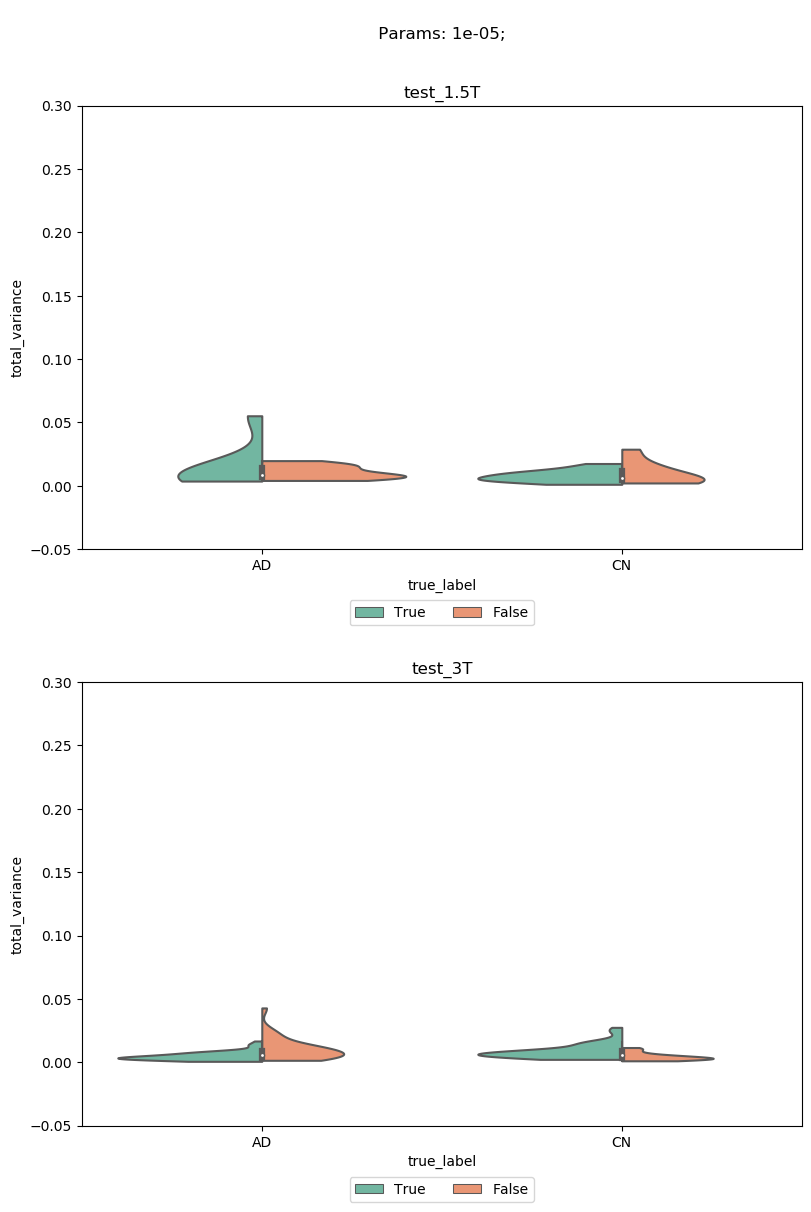 Params: 1e-05;
test_1.5T
0.30
0.25
0.20
0.15
0.10
0.05
0.00
−0.05
total_variance
AD CN
true_label
True False
test_3T
0.30
0.25
0.20
0.15
0.10
0.05
0.00
−0.05
total_variance
AD CN
true_label
True False